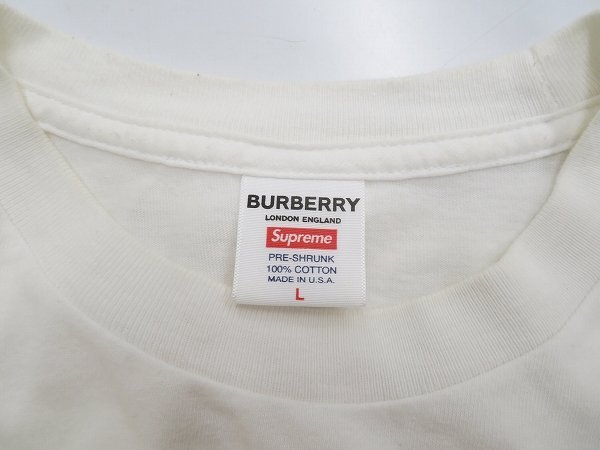 BURBERRY
LONDON ENGLAND
Supreme
PRE-SHRUNK
100% COTTON
MADE IN U.S.A.
L